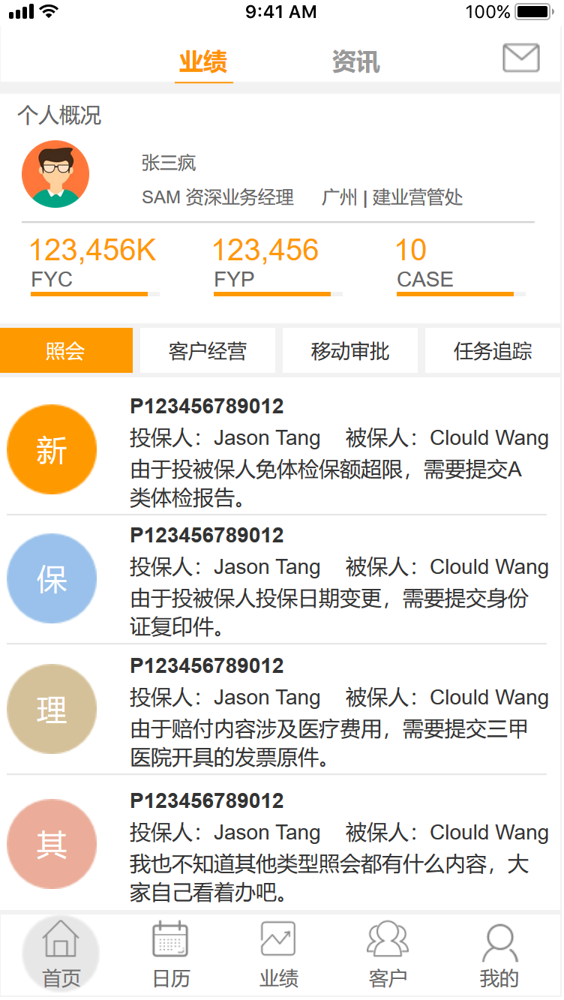 9:41 AM 100%
业绩 资讯
个人概况
张三疯
SAM 资深业务经理 广州 | 建业营管处
123,456K 123,456 10
FYC FYP CASE
照会 客户经营 移动审批 任务追踪
P123456789012
投保人：Jason Tang 被保人：Clould Wang
新
由于投被保人免体检保额超限，需要提交A
类体检报告。
P123456789012
投保人：Jason Tang 被保人：Clould Wang
保
由于投被保人投保日期变更，需要提交身份
证复印件。
P123456789012
投保人：Jason Tang 被保人：Clould Wang
理
由于赔付内容涉及医疗费用，需要提交三甲
医院开具的发票原件。
P123456789012
投保人：Jason Tang 被保人：Clould Wang
其
我也不知道其他类型照会都有什么内容，大
家自己看着办吧。
首页 日历 业绩 客户 我的